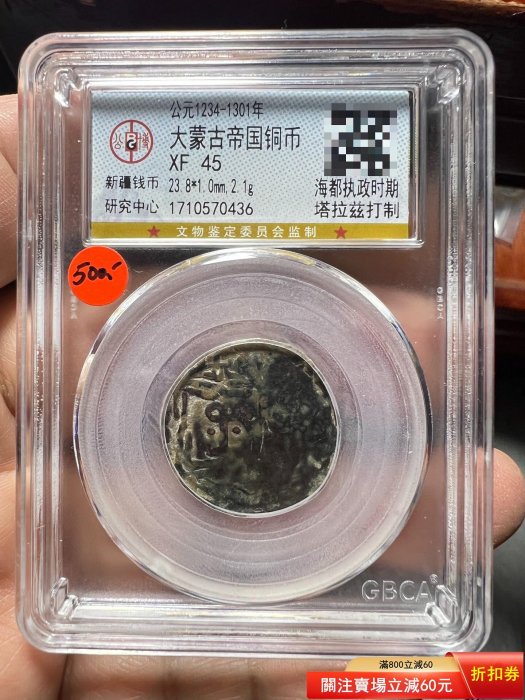 公元1234-1301年
大蒙古帝国铜币
XF 45
新疆钱币 23.8*1.0mm,2.1g 海都执政时期
研究中心 1710570436 塔拉兹打制
★ 文物鉴定委员会监制 ★
500
GBCA®
滿800立減60
關注賣場立減60元
折扣券